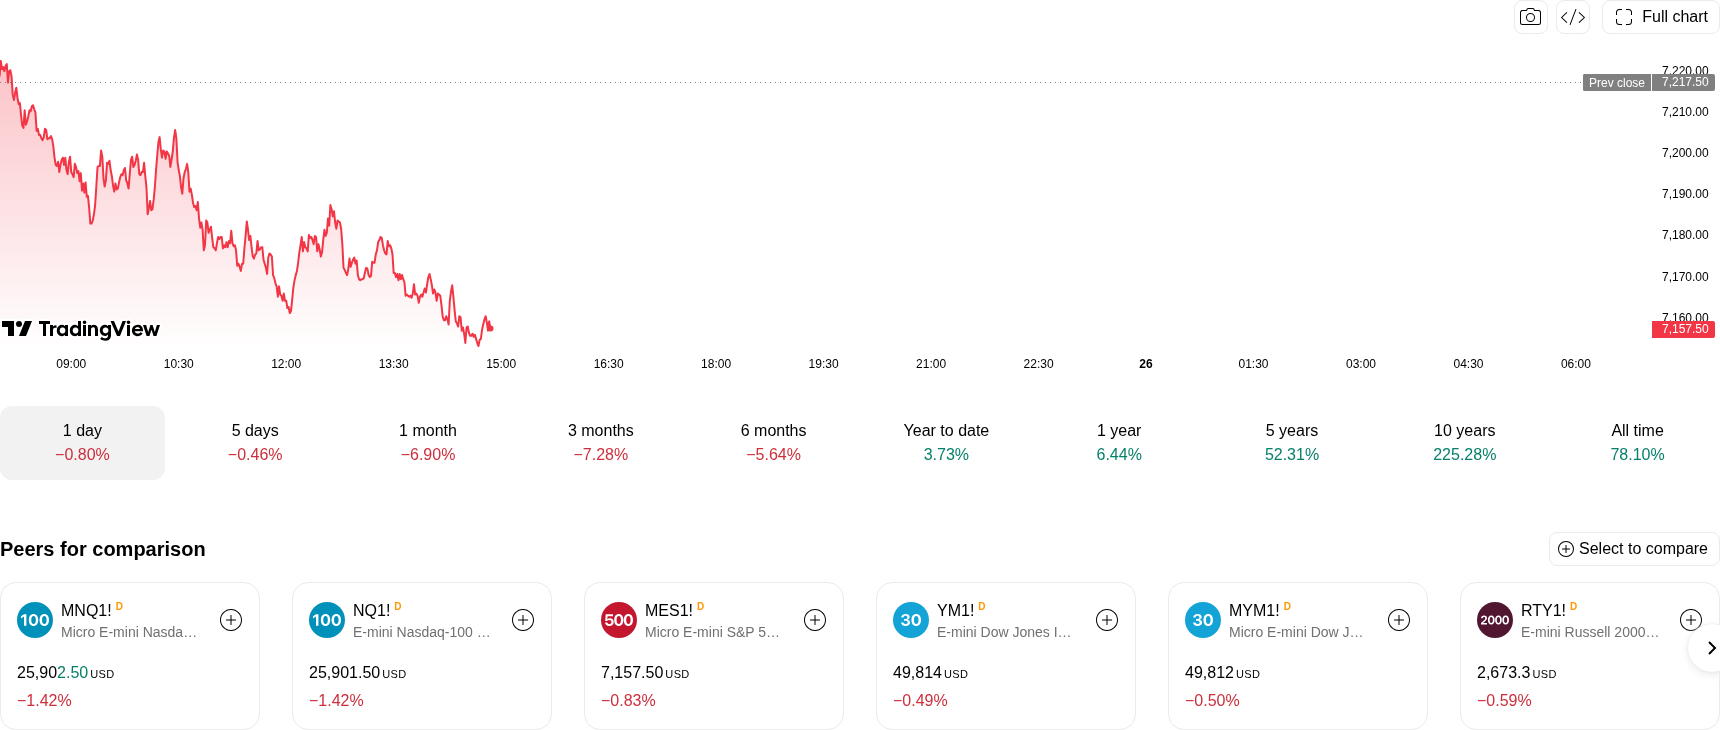 Full chart
7,220.00
Prev close 7,217.50
7,210.00
7,200.00
7,190.00
7,180.00
7,170.00
7,160.00
7,157.50
TradingView
09:00 10:30 12:00 13:30 15:00 16:30 18:00 19:30 21:00 22:30 26 01:30 03:00 04:30 06:00
1 day 5 days 1 month 3 months 6 months Year to date 1 year 5 years 10 years All time
−0.80% −0.46% −6.90% −7.28% −5.64% 3.73% 6.44% 52.31% 225.28% 78.10%
Peers for comparison
Select to compare
100 MNQ1! D
Micro E-mini Nasda…
25,902.50 USD
−1.42%
100 NQ1! D
E-mini Nasdaq-100 …
25,901.50 USD
−1.42%
500 MES1! D
Micro E-mini S&P 5…
7,157.50 USD
−0.83%
30 YM1! D
E-mini Dow Jones I…
49,814 USD
−0.49%
30 MYM1! D
Micro E-mini Dow J…
49,812 USD
−0.50%
2000 RTY1! D
E-mini Russell 2000…
2,673.3 USD
−0.59%